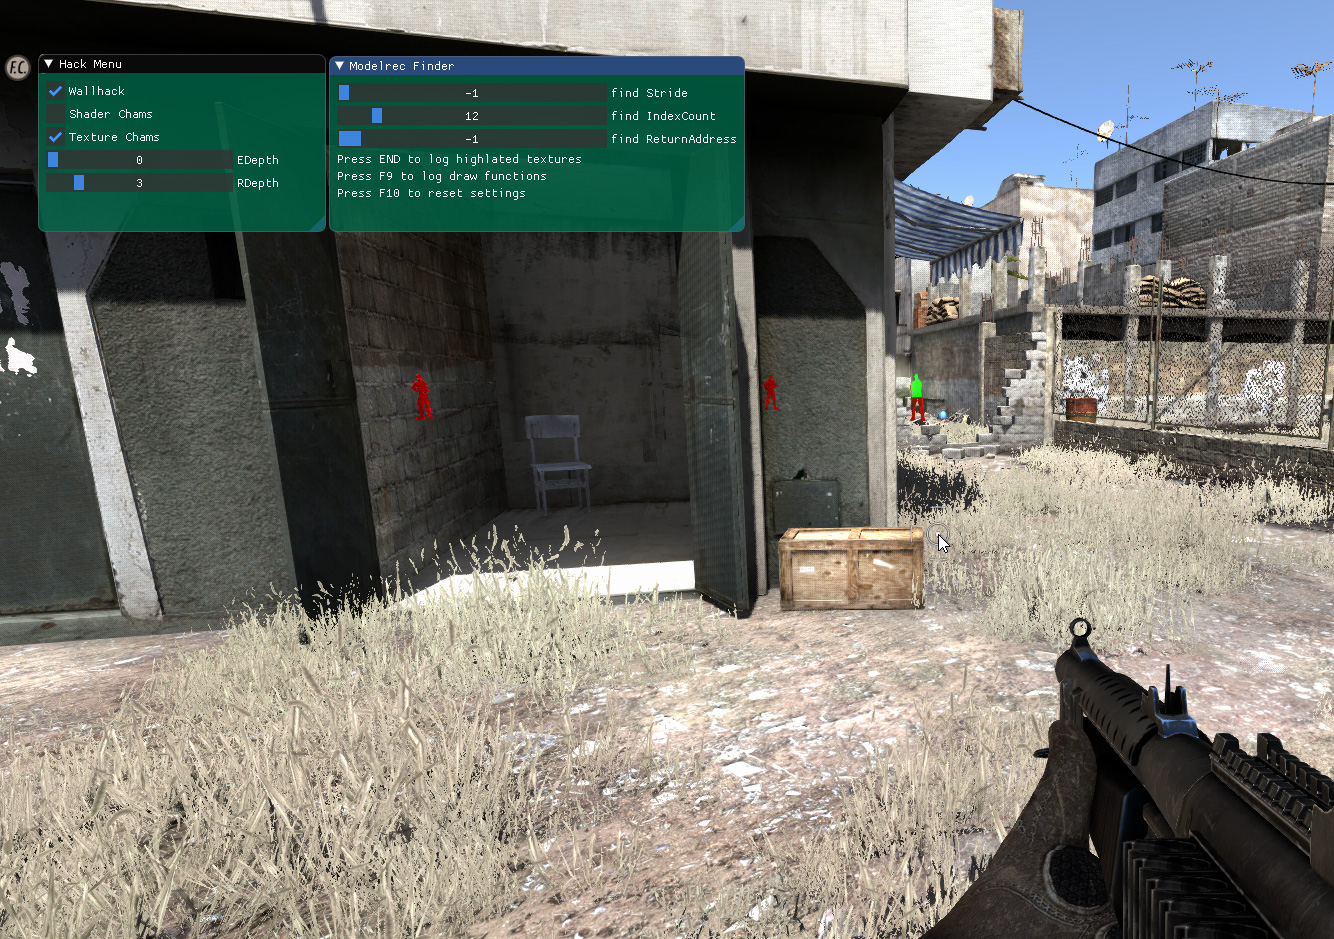 F.C.
Hack Menu
Wallhack
Shader Chams
Texture Chams
0 EDepth
3 RDepth
Modelrec Finder
-1 find Stride
12 find IndexCount
-1 find ReturnAddress
Press END to log highlated textures
Press F9 to log draw functions
Press F10 to reset settings